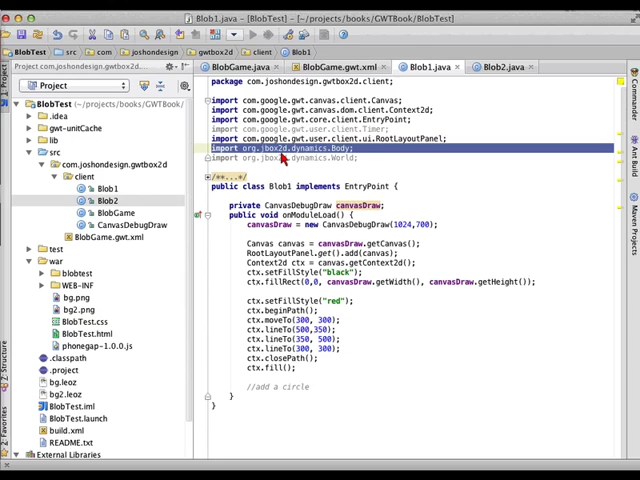 Blob1.java - [~/projects/books/GWTBook/BlobTest]
BlobTest
src
com
joshondesign
gwtbox2d
client
Blob1
Project
BlobGame.java
BlobGame.gwt.xml
Blob1.java
Blob2.java
1: Project
Project com.joshondesign.gwtbox2d.
BlobTest (~/projects/books/GWTBook/
.idea
gwt-unitCache
lib
src
com.joshondesign.gwtbox2d
client
Blob1
Blob2
BlobGame
CanvasDebugDraw
BlobGame.gwt.xml
test
war
blobtest
WEB-INF
bg.png
bg2.png
BlobTest.css
BlobTest.html
phonegap-1.0.0.js
.classpath
.project
bg.leoz
bg2.leoz
BlobTest.iml
BlobTest.launch
build.xml
README.txt
External Libraries
Structure
2: Favorites
package com.joshondesign.gwtbox2d.client;
import com.google.gwt.canvas.client.Canvas;
import com.google.gwt.canvas.dom.client.Context2d;
import com.google.gwt.core.client.EntryPoint;
import com.google.gwt.user.client.Timer;
import com.google.gwt.user.client.ui.RootLayoutPanel;
import org.jbox2d.dynamics.Body;
import org.jbox2d.dynamics.World;
/**...*/
public class Blob1 implements EntryPoint {
private CanvasDebugDraw canvasDraw;
public void onModuleLoad() {
canvasDraw = new CanvasDebugDraw(1024,700);
Canvas canvas = canvasDraw.getCanvas();
RootLayoutPanel.get().add(canvas);
Context2d ctx = canvas.getContext2d();
ctx.setFillStyle("black");
ctx.fillRect(0,0, canvasDraw.getWidth(), canvasDraw.getHeight());
ctx.setFillStyle("red");
ctx.beginPath();
ctx.moveTo(300, 300);
ctx.lineTo(500,350);
ctx.lineTo(350, 500);
ctx.lineTo(300, 300);
ctx.closePath();
ctx.fill();
//add a circle
}
}
Commander
Ant Build
Maven Projects